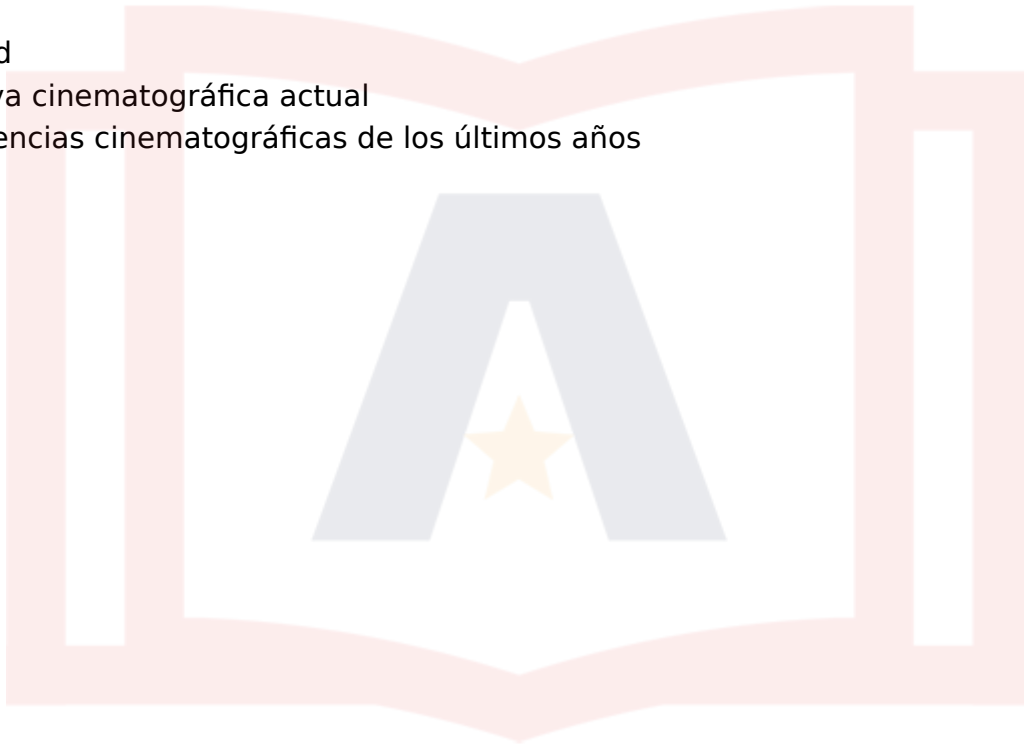 d
va cinematográfica actual
encias cinematográficas de los últimos años